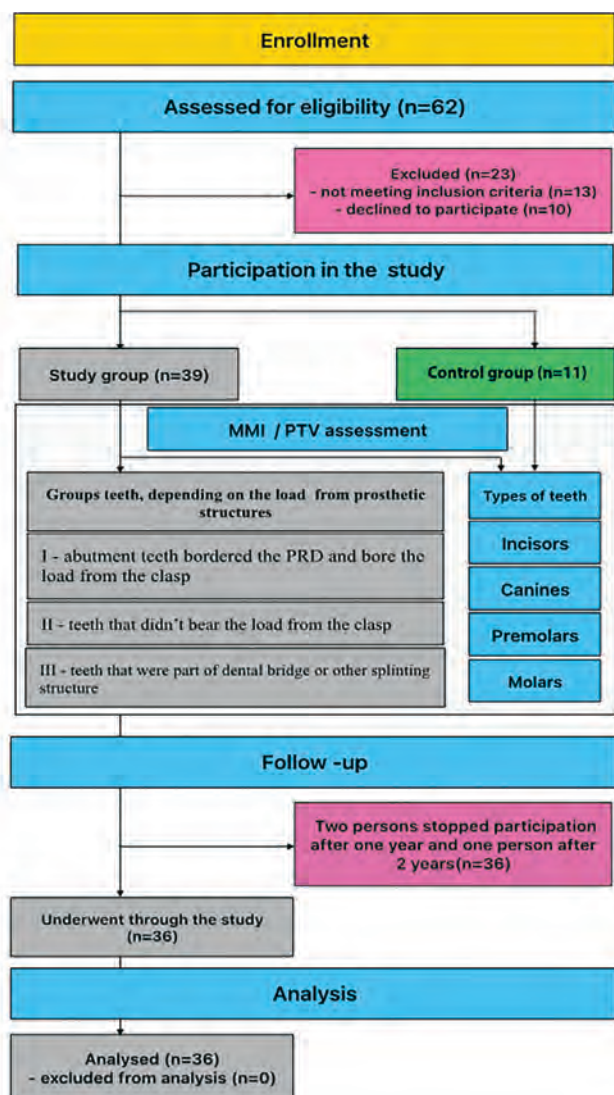 Enrollment
Assessed for eligibility (n=62)
Excluded (n=23)
- not meeting inclusion criteria (n=13)
- declined to participate (n=10)
Participation in the study
Study group (n=39)
Control group (n=11)
MMI / PTV assessment
Groups teeth, depending on the load from prosthetic
structures
I - abutment teeth bordered the PRD and bore the
load from the clasp
II - teeth that didn't bear the load from the clasp
III - teeth that were part of dental bridge or other splinting
structure
Types of teeth
Incisors
Canines
Premolars
Molars
Follow -up
Two persons stopped participation
after one year and one person after
2 years(n=36)
Underwent through the study
(n=36)
Analysis
Analysed (n=36)
- excluded from analysis (n=0)